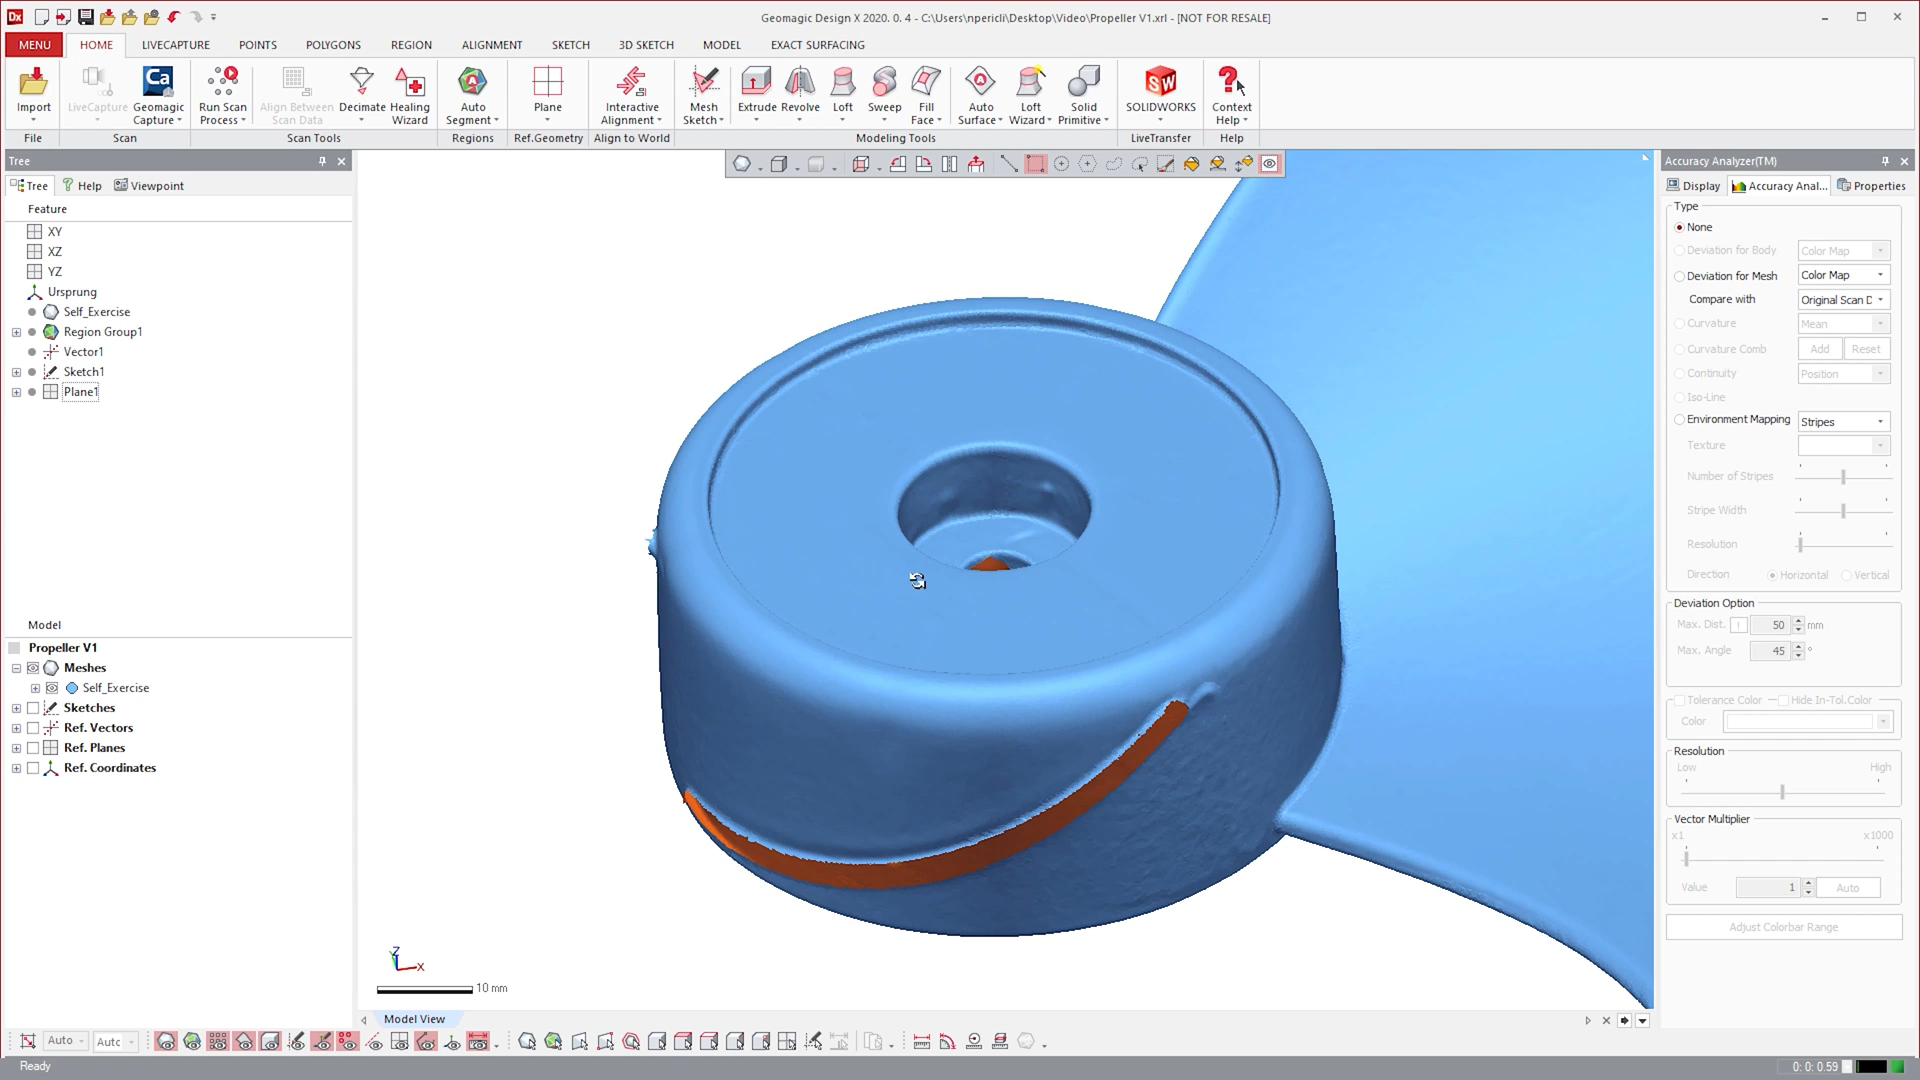 Dx
Geomagic Design X 2020. 0. 4 - C:\Users\npericli\Desktop\Video\Propeller V1.xrl - [NOT FOR RESALE]
MENU HOME LIVECAPTURE POINTS POLYGONS REGION ALIGNMENT SKETCH 3D SKETCH MODEL EXACT SURFACING
Ca SW
Import LiveCapture Geomagic Capture Run Scan Process Align Between Scan Data Decimate Healing Wizard Auto Segment Plane Interactive Alignment Mesh Sketch Extrude Revolve Loft Sweep Fill Face Auto Surface Loft Wizard Solid Primitive SOLIDWORKS Context Help
File Scan Scan Tools Regions Ref.Geometry Align to World Modeling Tools LiveTransfer Help
Tree
Tree Help Viewpoint
Feature
XY
XZ
YZ
Ursprung
Self_Exercise
Region Group1
Vector1
Sketch1
Plane1
Model
Propeller V1
Meshes
Self_Exercise
Sketches
Ref. Vectors
Ref. Planes
Ref. Coordinates
Z
X
10 mm
Model View
Accuracy Analyzer(TM)
Display Accuracy Anal... Properties
Type
None
Deviation for Body Color Map
Deviation for Mesh Color Map
Compare with Original Scan D
Curvature Mean
Curvature Comb Add Reset
Continuity Position
Iso-Line
Environment Mapping Stripes
Texture
Number of Stripes
Stripe Width
Resolution
Direction Horizontal Vertical
Deviation Option
Max. Dist. ! 50 mm
Max. Angle 45 °
Tolerance Color Hide In-Tol.Color
Color
Resolution
Low High
Vector Multiplier
x1 x1000
Value 1 Auto
Adjust Colorbar Range
Auto Autc
Ready
0: 0: 0.59